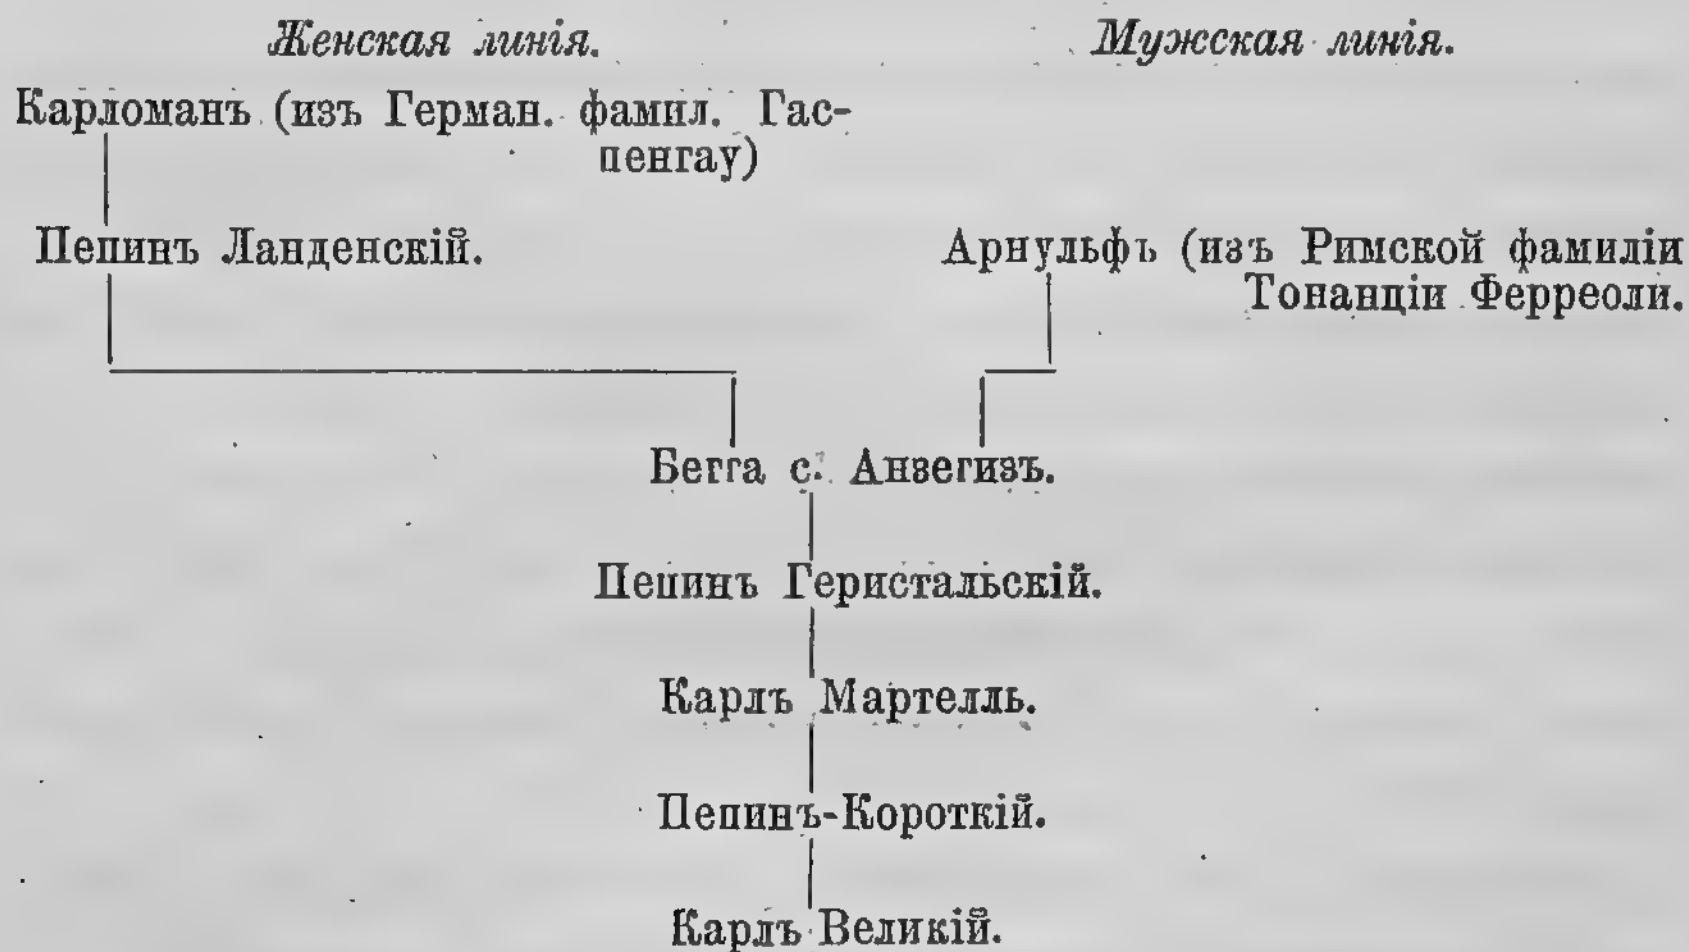 Женская линія.
Мужская линія.
Карломанъ (изъ Герман. фамил. Гас-
пенгау)
Пепинъ Ланденскій.
Арнульфъ (изъ Римской фамиліи
Тонанціи Ферреоли.
Бегга с. Анзегизъ.
Пепинъ Геристальскій.
Карлъ Мартеллъ.
Пепинъ-Короткій.
Карлъ Великій.